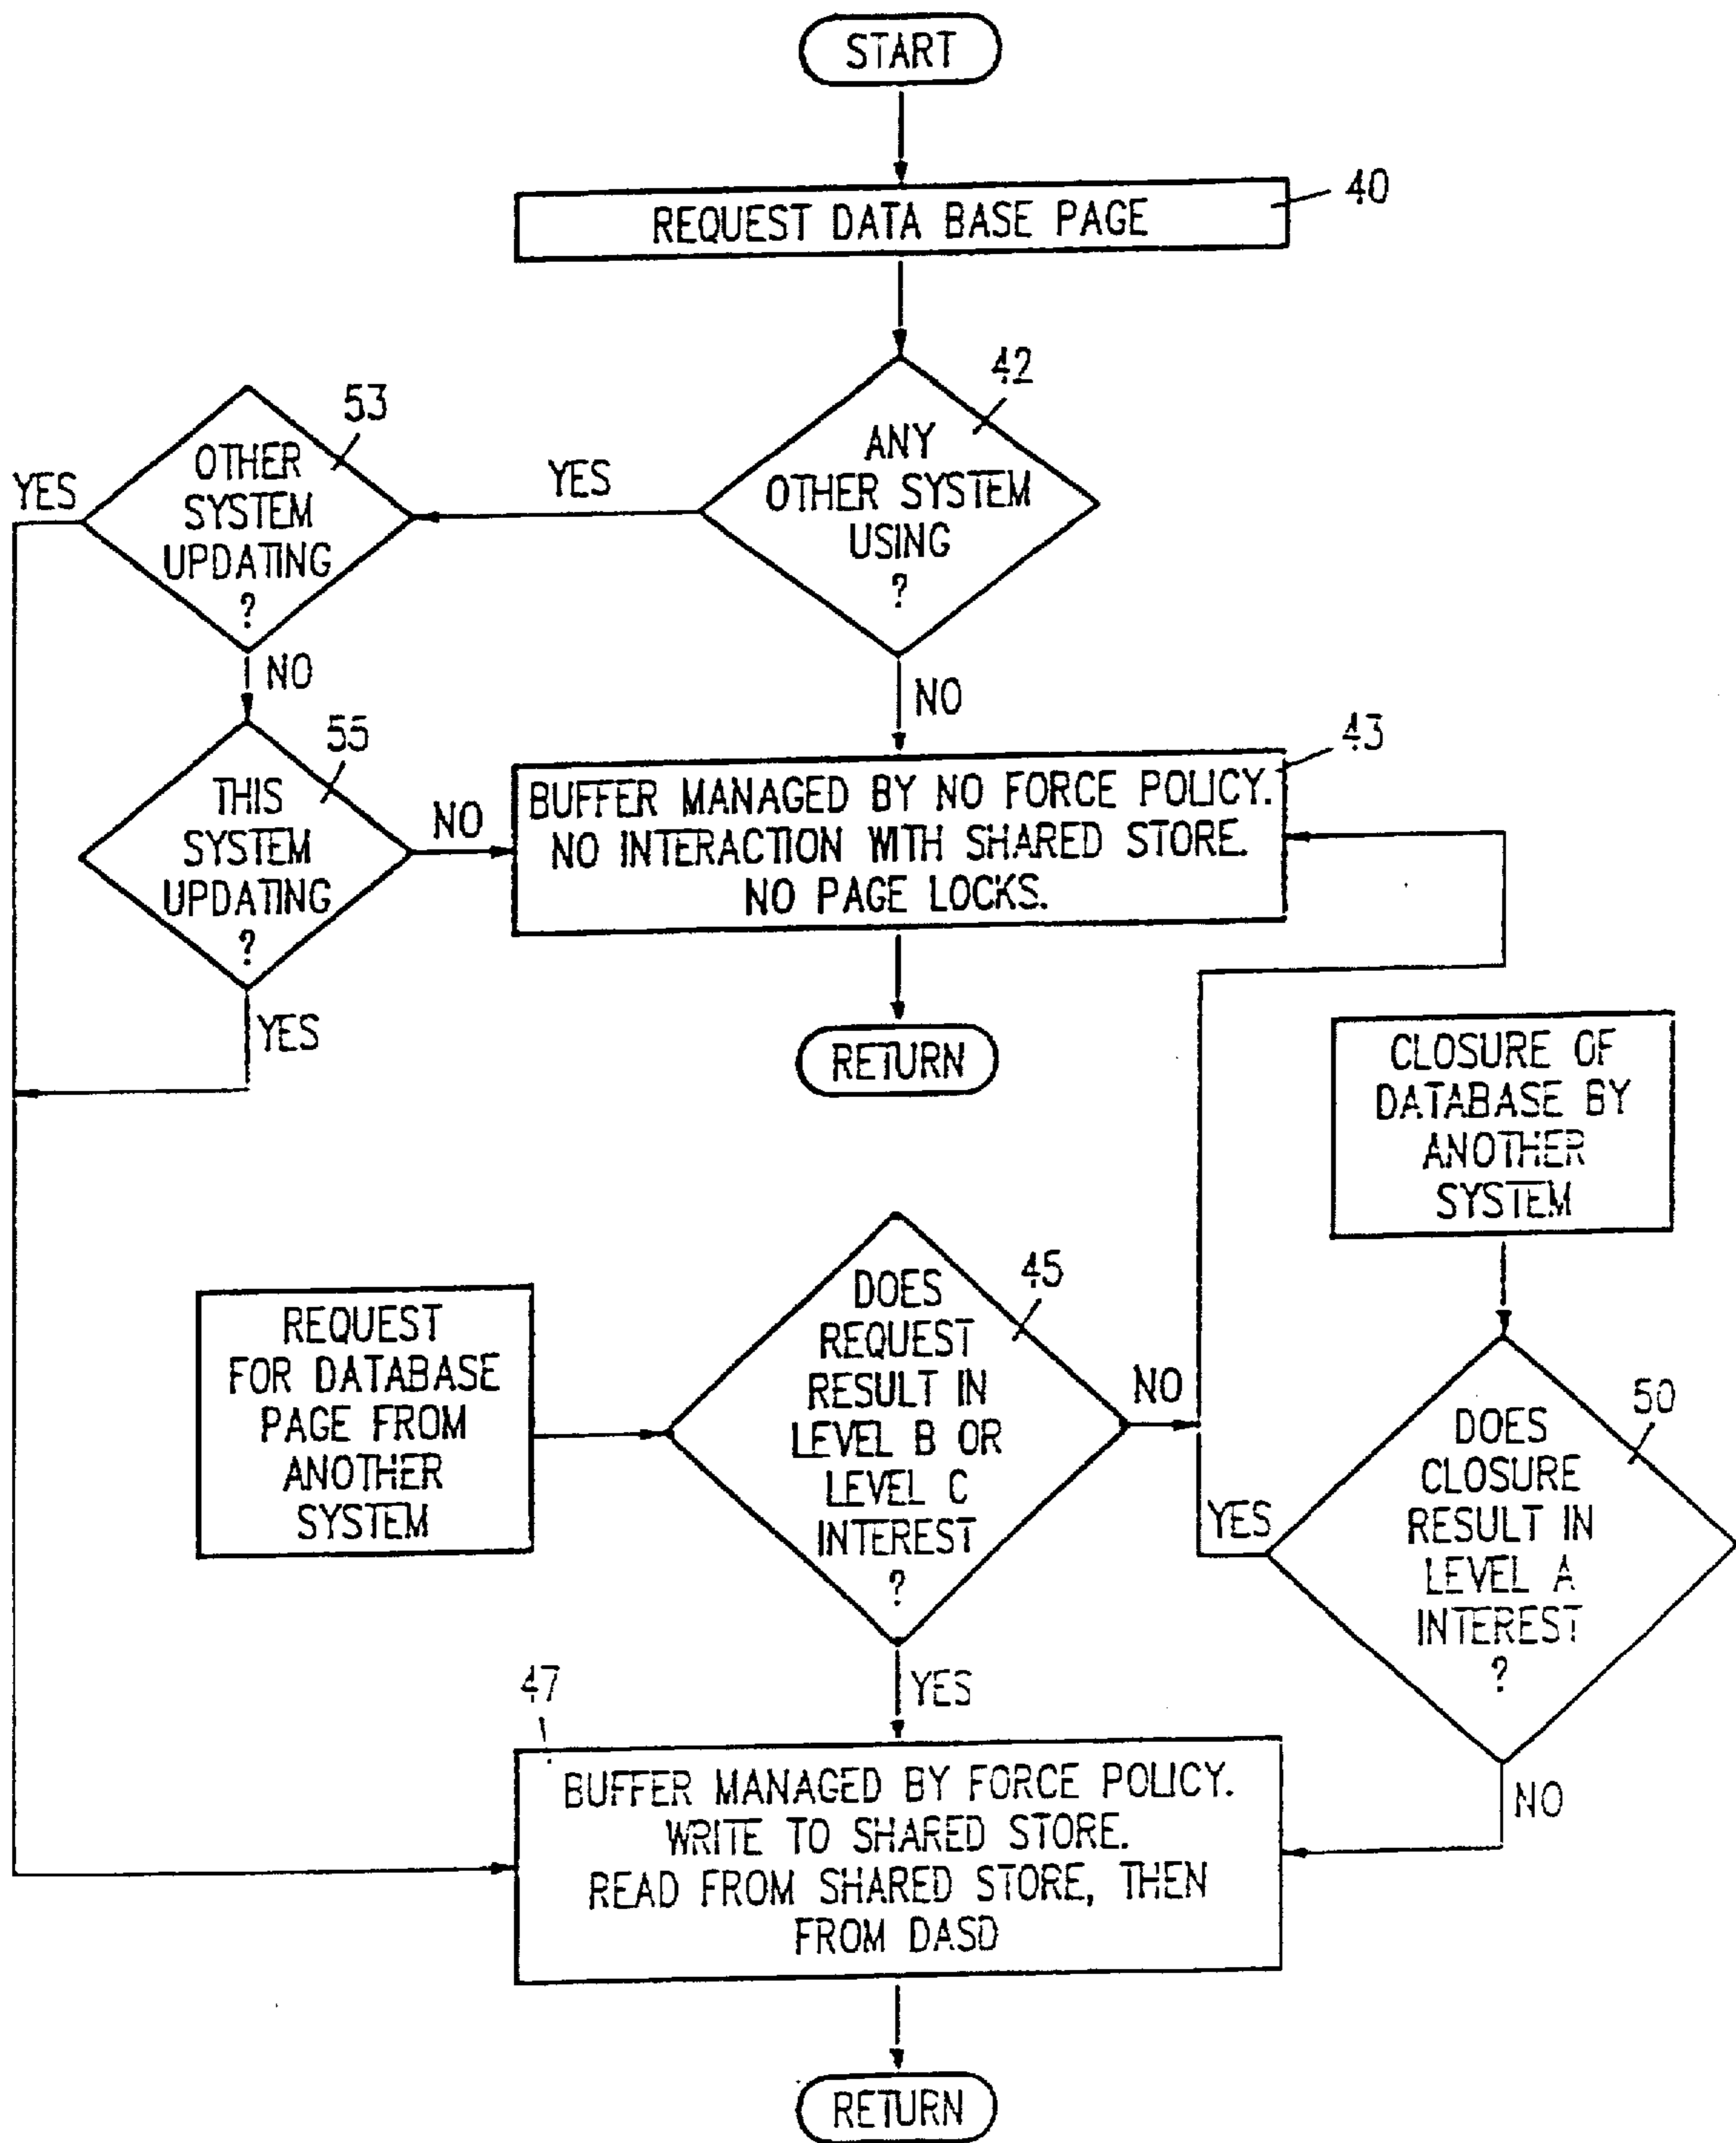 START
REQUEST DATA BASE PAGE
40
42
ANY
OTHER SYSTEM
USING
?
YES
NO
53
OTHER
SYSTEM
UPDATING
?
YES
NO
55
THIS
SYSTEM
UPDATING
?
NO
YES
43
BUFFER MANAGED BY NO FORCE POLICY.
NO INTERACTION WITH SHARED STORE.
NO PAGE LOCKS.
RETURN
CLOSURE OF
DATABASE BY
ANOTHER
SYSTEM
REQUEST
FOR DATABASE
PAGE FROM
ANOTHER
SYSTEM
45
DOES
REQUEST
RESULT IN
LEVEL B OR
LEVEL C
INTEREST
?
NO
YES
50
DOES
CLOSURE
RESULT IN
LEVEL A
INTEREST
?
YES
NO
47
BUFFER MANAGED BY FORCE POLICY.
WRITE TO SHARED STORE.
READ FROM SHARED STORE, THEN
FROM DASD
RETURN